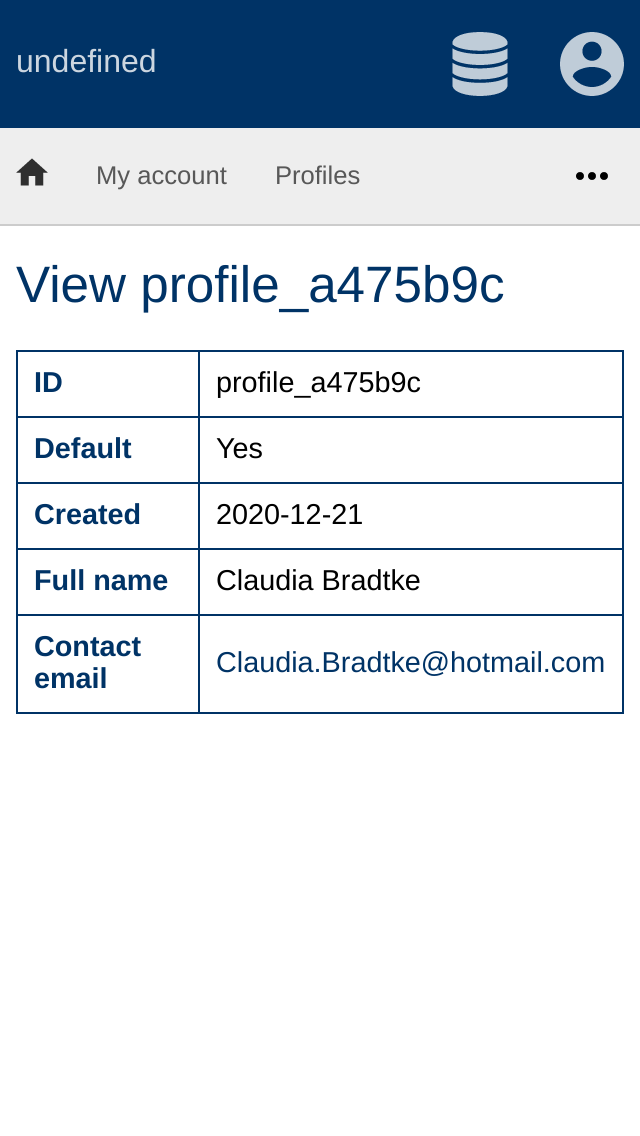 undefined
My account Profiles
View profile_a475b9c
ID profile_a475b9c
Default Yes
Created 2020-12-21
Full name Claudia Bradtke
Contact
email
Claudia.Bradtke@hotmail.com